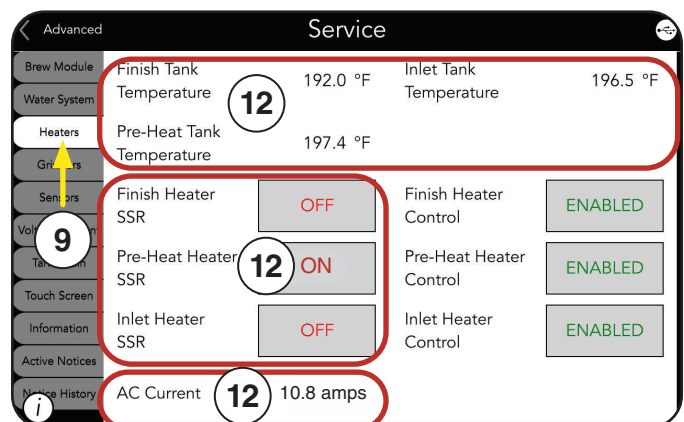 Advanced
Service
Brew Module
Water System
Heaters
Sensors
Touch Screen
Information
Active Notices
History
i
9
Finish Tank
Temperature
192.0 °F
Inlet Tank
Temperature
196.5 °F
12
Pre-Heat Tank
Temperature
197.4 °F
Finish Heater
SSR
OFF
Finish Heater
Control
ENABLED
Pre-Heat Heater
SSR
12
ON
Pre-Heat Heater
Control
ENABLED
Inlet Heater
SSR
OFF
Inlet Heater
Control
ENABLED
AC Current
12
10.8 amps